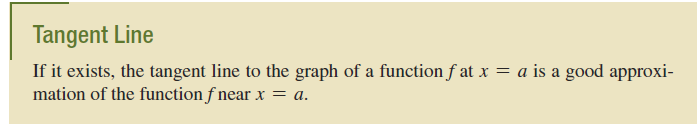 Tangent Line
If it exists, the tangent line to the graph of a function f at x = a is a good approxi-
mation of the function f near x = a.